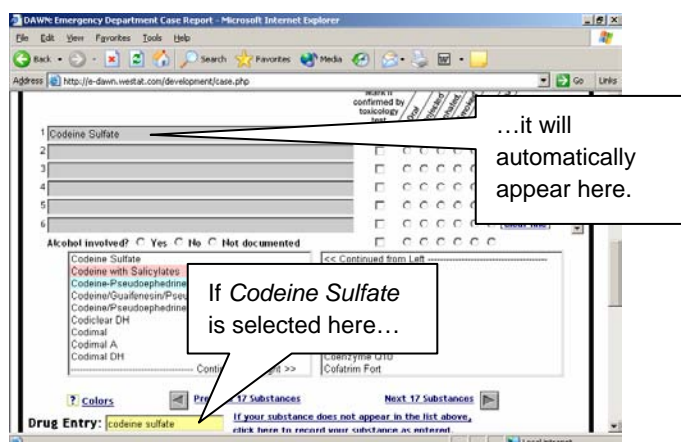 DAWN: Emergency Department Case Report - Microsoft Internet Explorer
File Edit View Favorites Tools Help
Back Search Favorites Media
Address http://e-dawn.westat.com/development/case.php Go Links
confirmed by
toxicology
test
Oral
1 Codeine Sulfate
2
3
4
5
6
…it will
automatically
appear here.
Alcohol involved? Yes No Not documented
Codeine Sulfate
Codeine with Salicylates
Codeine-Pseudoephedrine
Codeine/Guaifenesin/Pseu
Codeine/Pseudoephedrine
Codiclear DH
Codimal
Codimal A
Codimal DH
<< Continued from Left
If Codeine Sulfate
is selected here…
Coenzyme Q10
Cofatrim Fort
? Colors
17 Substances
Next 17 Substances
Drug Entry: codeine sulfate
If your substance does not appear in the list above,
click here to record your substance as entered.
Local intranet